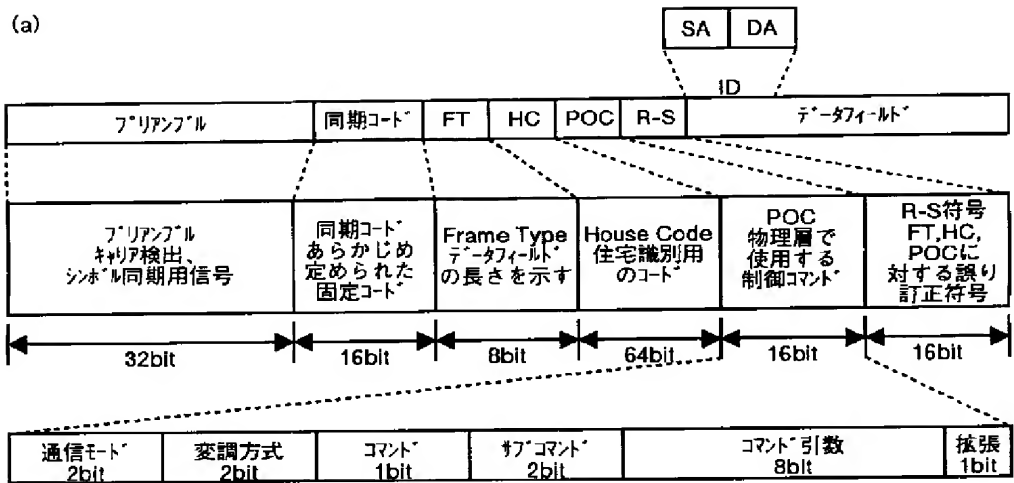 (a)
SA DA
ID
ﾌﾟﾘｱﾝﾌﾞﾙ 同期ｺｰﾄﾞ FT HC POC R-S ﾃﾞｰﾀﾌｨｰﾙﾄﾞ
ﾌﾟﾘｱﾝﾌﾞﾙ
ｷｬﾘｱ検出、
ｼﾝﾎﾞﾙ同期用信号
同期ｺｰﾄﾞ
あらかじめ
定められた
固定ｺｰﾄﾞ
Frame Type
ﾃﾞｰﾀﾌｨｰﾙﾄﾞ
の長さを示す
House Code
住宅識別用
のコード
POC
物理層で
使用する
制御ｺﾏﾝﾄﾞ
R-S符号
FT,HC,
POCに
対する誤り
訂正符号
32bit 16bit 8bit 64bit 16bit 16bit
通信ﾓｰﾄﾞ 変調方式 ｺﾏﾝﾄﾞ ｻﾌﾞｺﾏﾝﾄﾞ ｺﾏﾝﾄﾞ引数 拡張
2bit 2bit 1bit 2bit 8bit 1bit